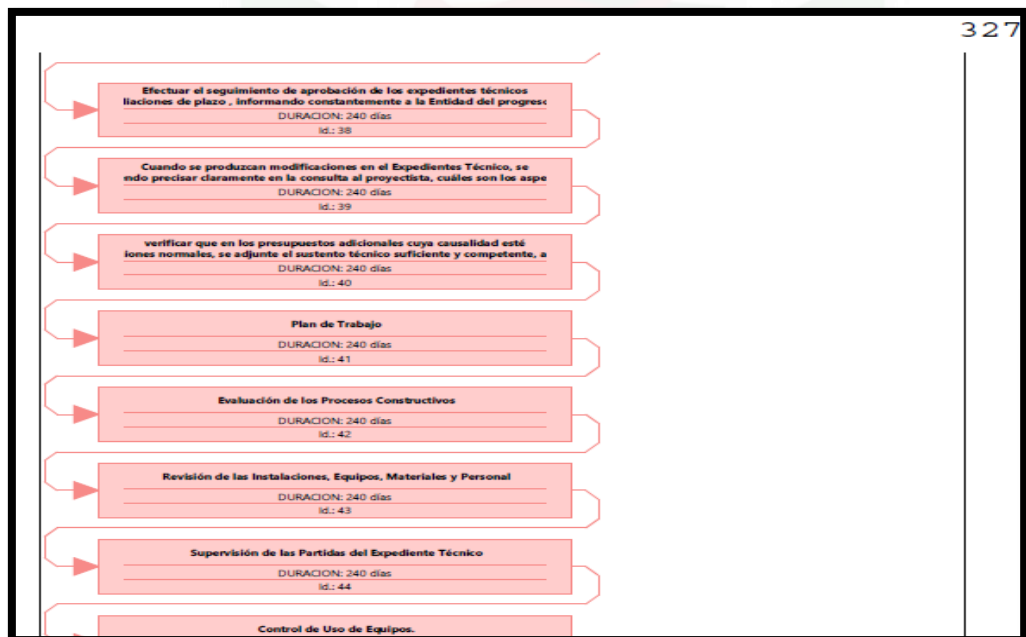 327
Efectuar el seguimiento de aprobación de los expedientes técnicos
liaciones de plazo , informando constantemente a la Entidad del progreso
DURACION: 240 días
Id.: 38
Cuando se produzcan modificaciones en el Expedientes Técnico, se
ndo precisar claramente en la consulta al proyectista, cuáles son los aspe
DURACION: 240 días
Id.: 39
verificar que en los presupuestos adicionales cuya causalidad esté
iones normales, se adjunte el sustento técnico suficiente y competente, a
DURACION: 240 días
Id.: 40
Plan de Trabajo
DURACION: 240 días
Id.: 41
Evaluación de los Procesos Constructivos
DURACION: 240 días
Id.: 42
Revisión de las Instalaciones, Equipos, Materiales y Personal
DURACION: 240 días
Id.: 43
Supervisión de las Partidas del Expediente Técnico
DURACION: 240 días
Id.: 44
Control de Uso de Equipos.